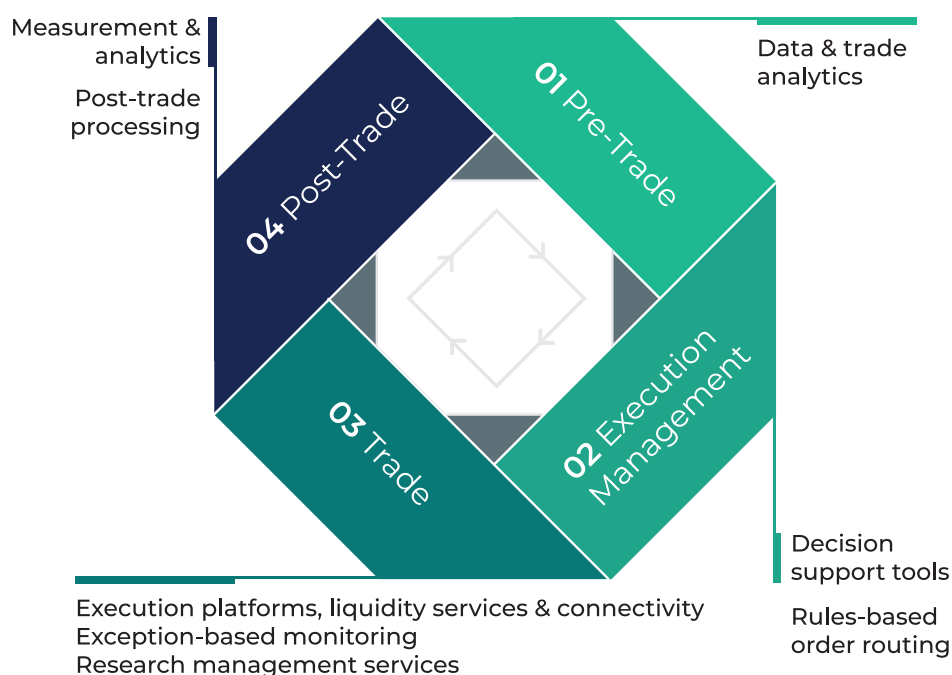 Measurement &
analytics
Post-trade
processing
Data & trade
analytics
01 Pre-Trade
04 Post-Trade
02 Execution
Management
03 Trade
Decision
support tools
Rules-based
order routing
Execution platforms, liquidity services & connectivity
Exception-based monitoring
Research management services